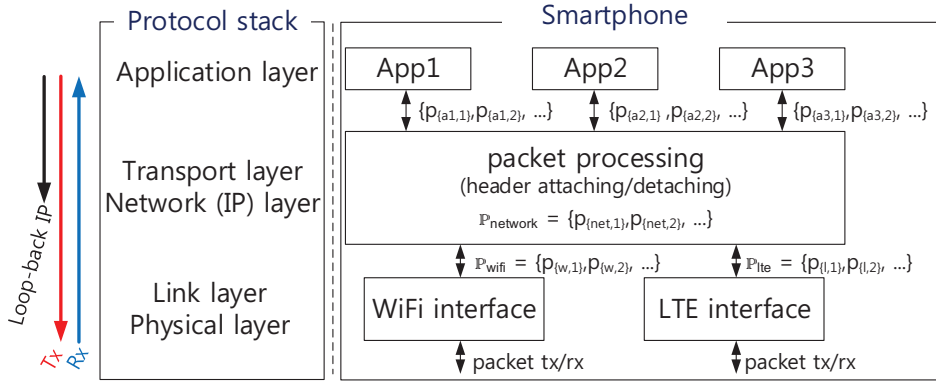 Protocol stack
Smartphone
Application layer
App1
App2
App3
{p{a1,1},p{a1,2}, ...}
{p{a2,1} ,p{a2,2}, ...}
{p{a3,1},p{a3,2}, ...}
Transport layer
Network (IP) layer
packet processing
(header attaching/detaching)
ℙnetwork = {p{net,1},p{net,2}, ...}
Loop-back IP
Tx
Rx
ℙwifi = {p{w,1},p{w,2}, ...}
ℙlte = {p{l,1},p{l,2}, ...}
Link layer
Physical layer
WiFi interface
LTE interface
packet tx/rx
packet tx/rx